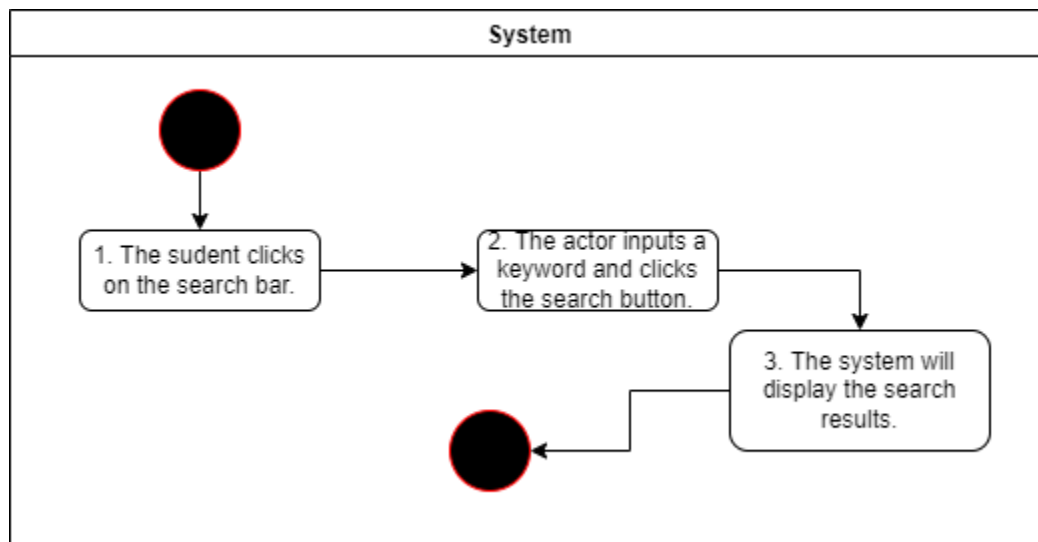 System
1. The sudent clicks
on the search bar.
2. The actor inputs a
keyword and clicks
the search button.
3. The system will
display the search
results.